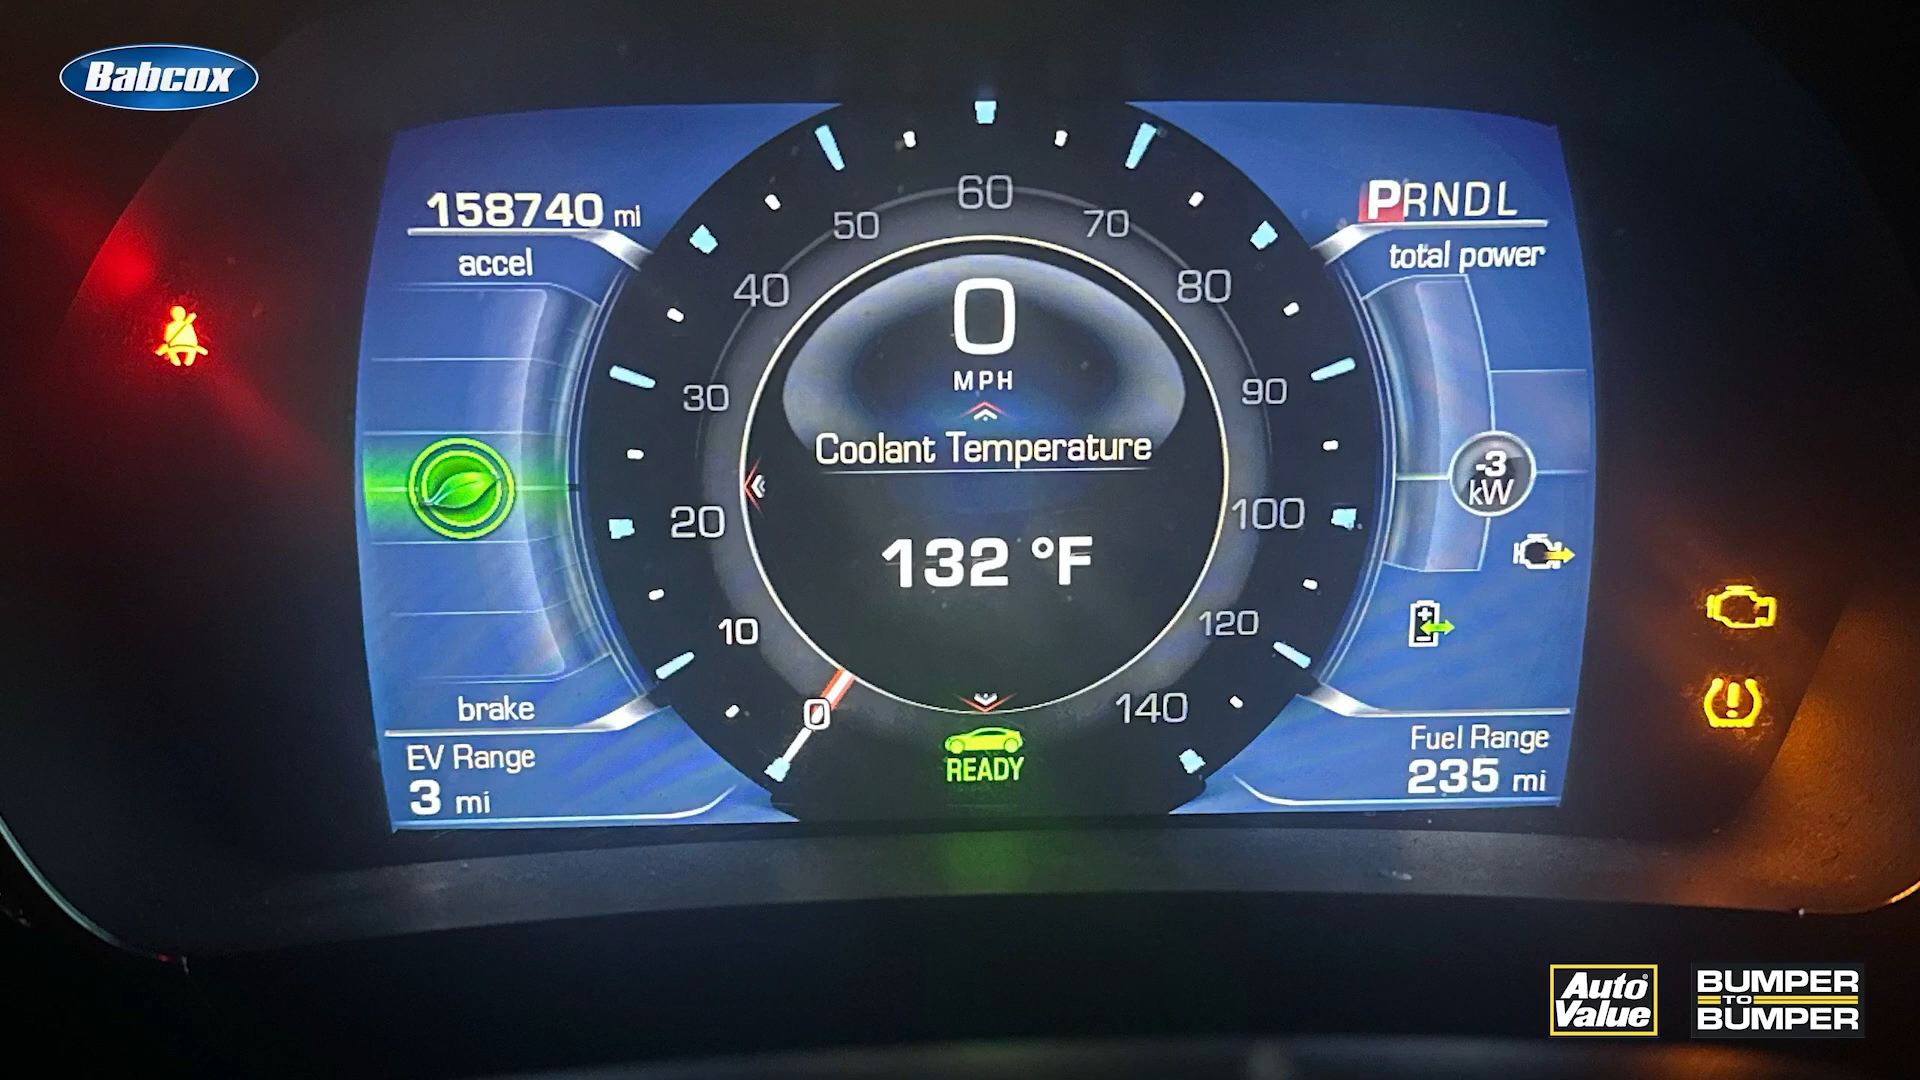 Babcox
158740 mi
accel
brake
EV Range
3 mi
10
20
30
40
50
60
70
80
90
100
120
140
0
0
MPH
Coolant Temperature
132 °F
READY
PRNDL
total power
-3
kW
Fuel Range
235 mi
Auto
Value
BUMPER
TO
BUMPER